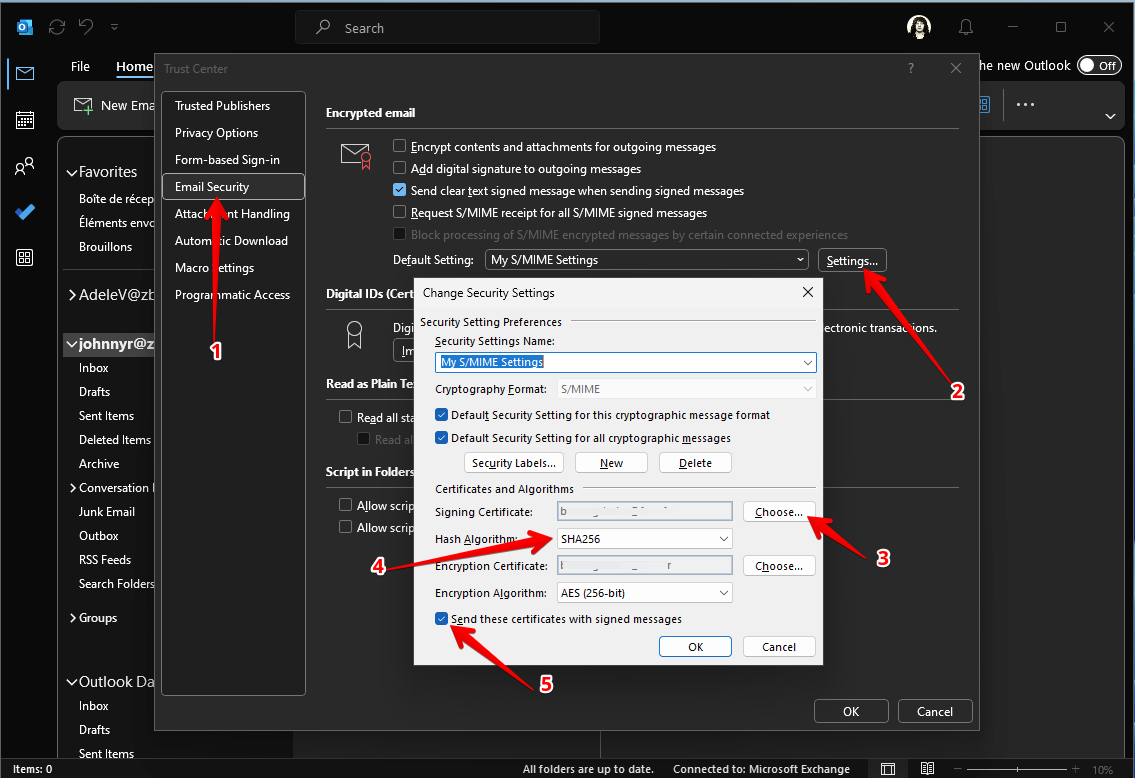 Search
File
Home
he new Outlook
Off
New Ema
Trust Center
?
Trusted Publishers
Privacy Options
Form-based Sign-in
Email Security
Attachment Handling
Automatic Download
Macro Settings
Programmatic Access
1
Encrypted email
Encrypt contents and attachments for outgoing messages
Add digital signature to outgoing messages
Send clear text signed message when sending signed messages
Request S/MIME receipt for all S/MIME signed messages
Block processing of S/MIME encrypted messages by certain connected experiences
Default Setting:
My S/MIME Settings
Settings...
2
Digital IDs (Cert
Digi
ectronic transactions.
Im
Read as Plain Te
Read all sta
Read al
Script in Folders
Allow scrip
Allow scrip
Change Security Settings
Security Setting Preferences
Security Settings Name:
My S/MIME Settings
Cryptography Format:
S/MIME
Default Security Setting for this cryptographic message format
Default Security Setting for all cryptographic messages
Security Labels...
New
Delete
Certificates and Algorithms
Signing Certificate:
Choose...
3
Hash Algorithm:
SHA256
4
Encryption Certificate:
Choose...
Encryption Algorithm:
AES (256-bit)
Send these certificates with signed messages
5
OK
Cancel
OK
Cancel
Favorites
Boîte de récep
Éléments envo
Brouillons
AdeleV@zb
johnnyr@z
Inbox
Drafts
Sent Items
Deleted Items
Archive
Conversation
Junk Email
Outbox
RSS Feeds
Search Folders
Groups
Outlook Da
Inbox
Drafts
Sent Items
Items: 0
All folders are up to date.
Connected to: Microsoft Exchange
10%